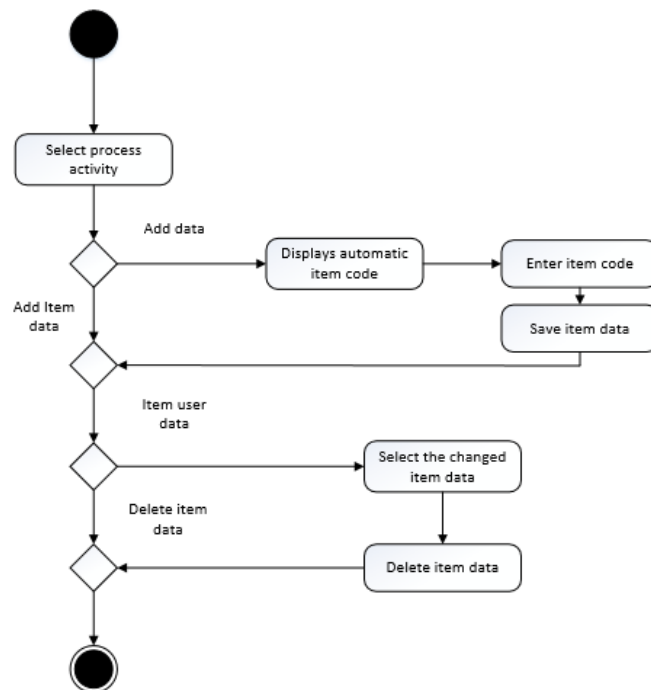 Select process
activity
Add data
Displays automatic
item code
Enter item code
Add Item
data
Save item data
Item user
data
Select the changed
item data
Delete item
data
Delete item data